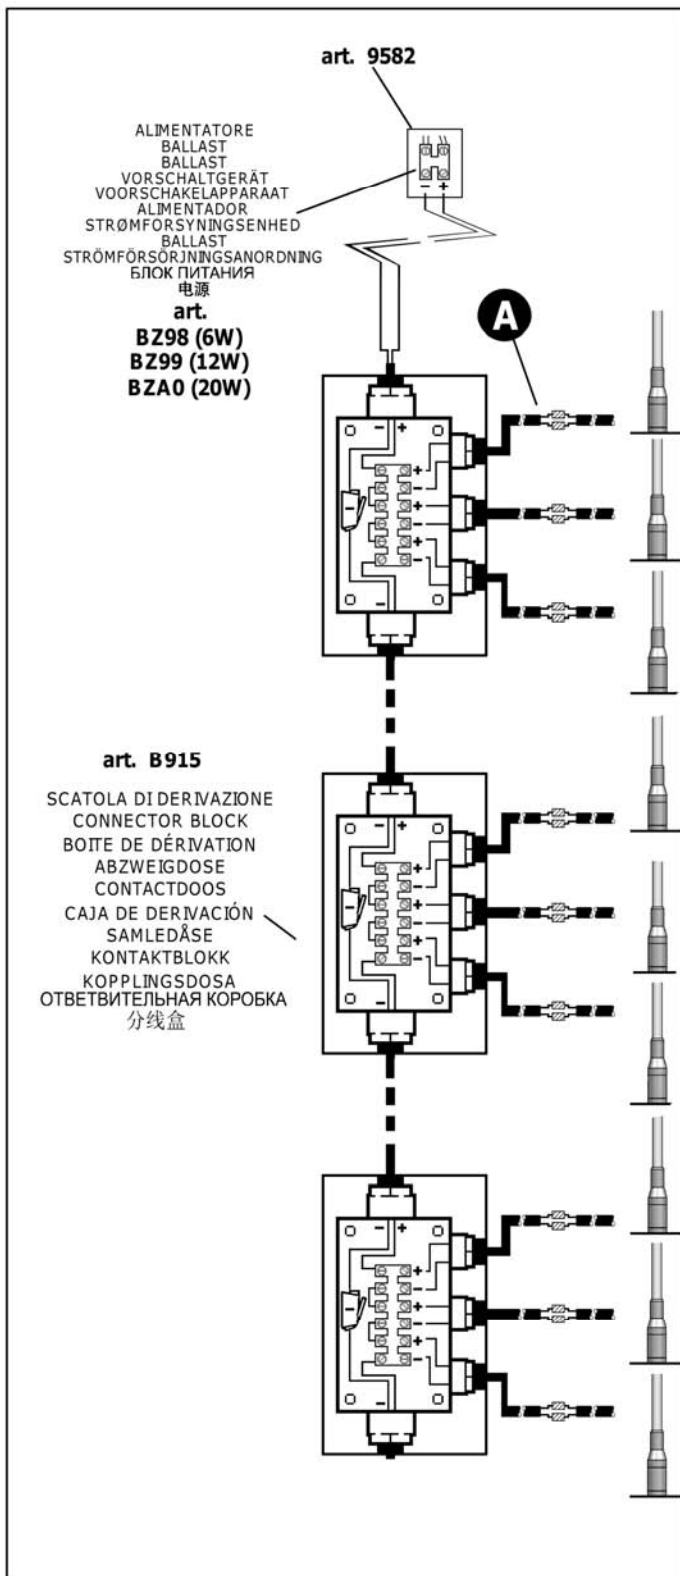 art. 9582
ALIMENTATORE
BALLAST
BALLAST
VORSCHALTGERÄT
VOORSCHAKELAPPARAAT
ALIMENTADOR
STRØMFORSYNINGSENHED
BALLAST
STRÖMFÖRSÖRJNINGSANORDNING
БЛОК ПИТАНИЯ
电源
art.
BZ98 (6W)
BZ99 (12W)
BZA0 (20W)
- +
A
- +
+
-
+
-
+
-
-
-
art. B915
SCATOLA DI DERIVAZIONE
CONNECTOR BLOCK
BOITE DE DÉRIVATION
ABZWEIGDOSE
CONTACTDOOS
CAJA DE DERIVACIÓN
SAMLEDÅSE
KONTAKTBLOKK
KOPPLINGSDOSA
ОТВЕТВИТЕЛЬНАЯ КОРОБКА
分线盒
- +
+
-
+
-
+
-
-
-
- +
+
-
+
-
+
-
-
-